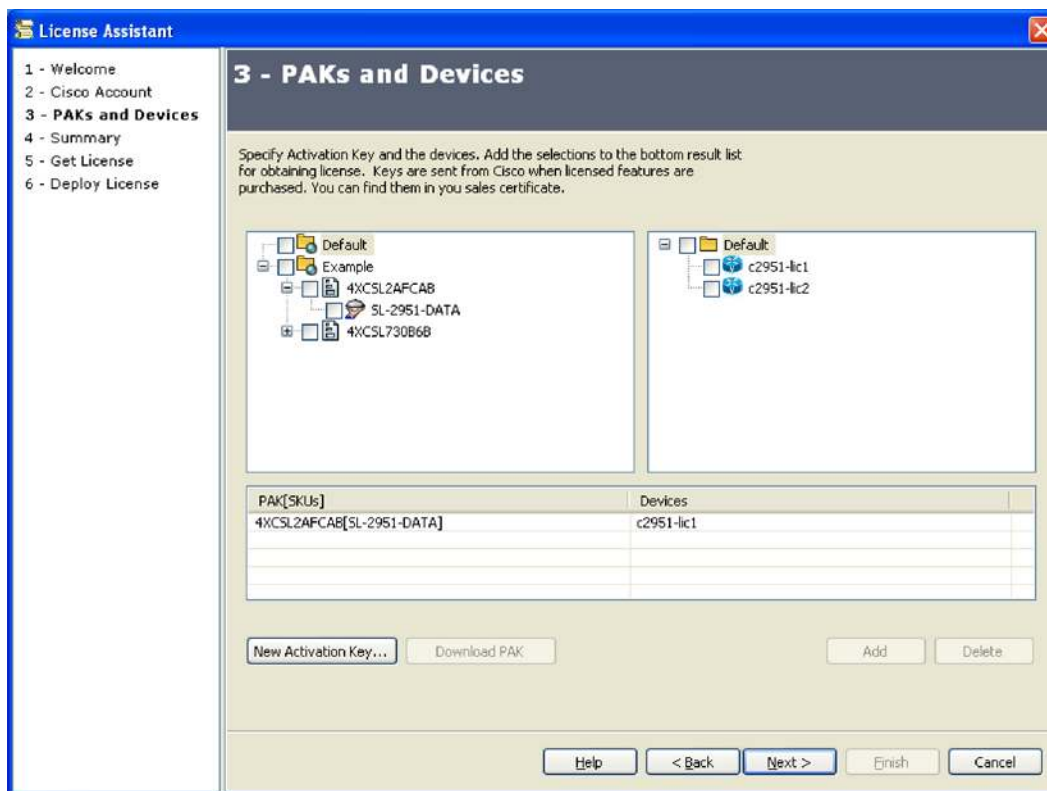 License Assistant
1 - Welcome
2 - Cisco Account
3 - PAKs and Devices
4 - Summary
5 - Get License
6 - Deploy License
3 - PAKs and Devices
Specify Activation Key and the devices. Add the selections to the bottom result list
for obtaining license. Keys are sent from Cisco when licensed features are
purchased. You can find them in you sales certificate.
Default
Example
4XCSL2AFCAB
SL-2951-DATA
4XCSL730B6B
Default
c2951-lic1
c2951-lic2
PAK[SKUs] Devices
4XCSL2AFCAB[SL-2951-DATA] c2951-lic1
New Activation Key... Download PAK Add Delete
Help < Back Next > Finish Cancel